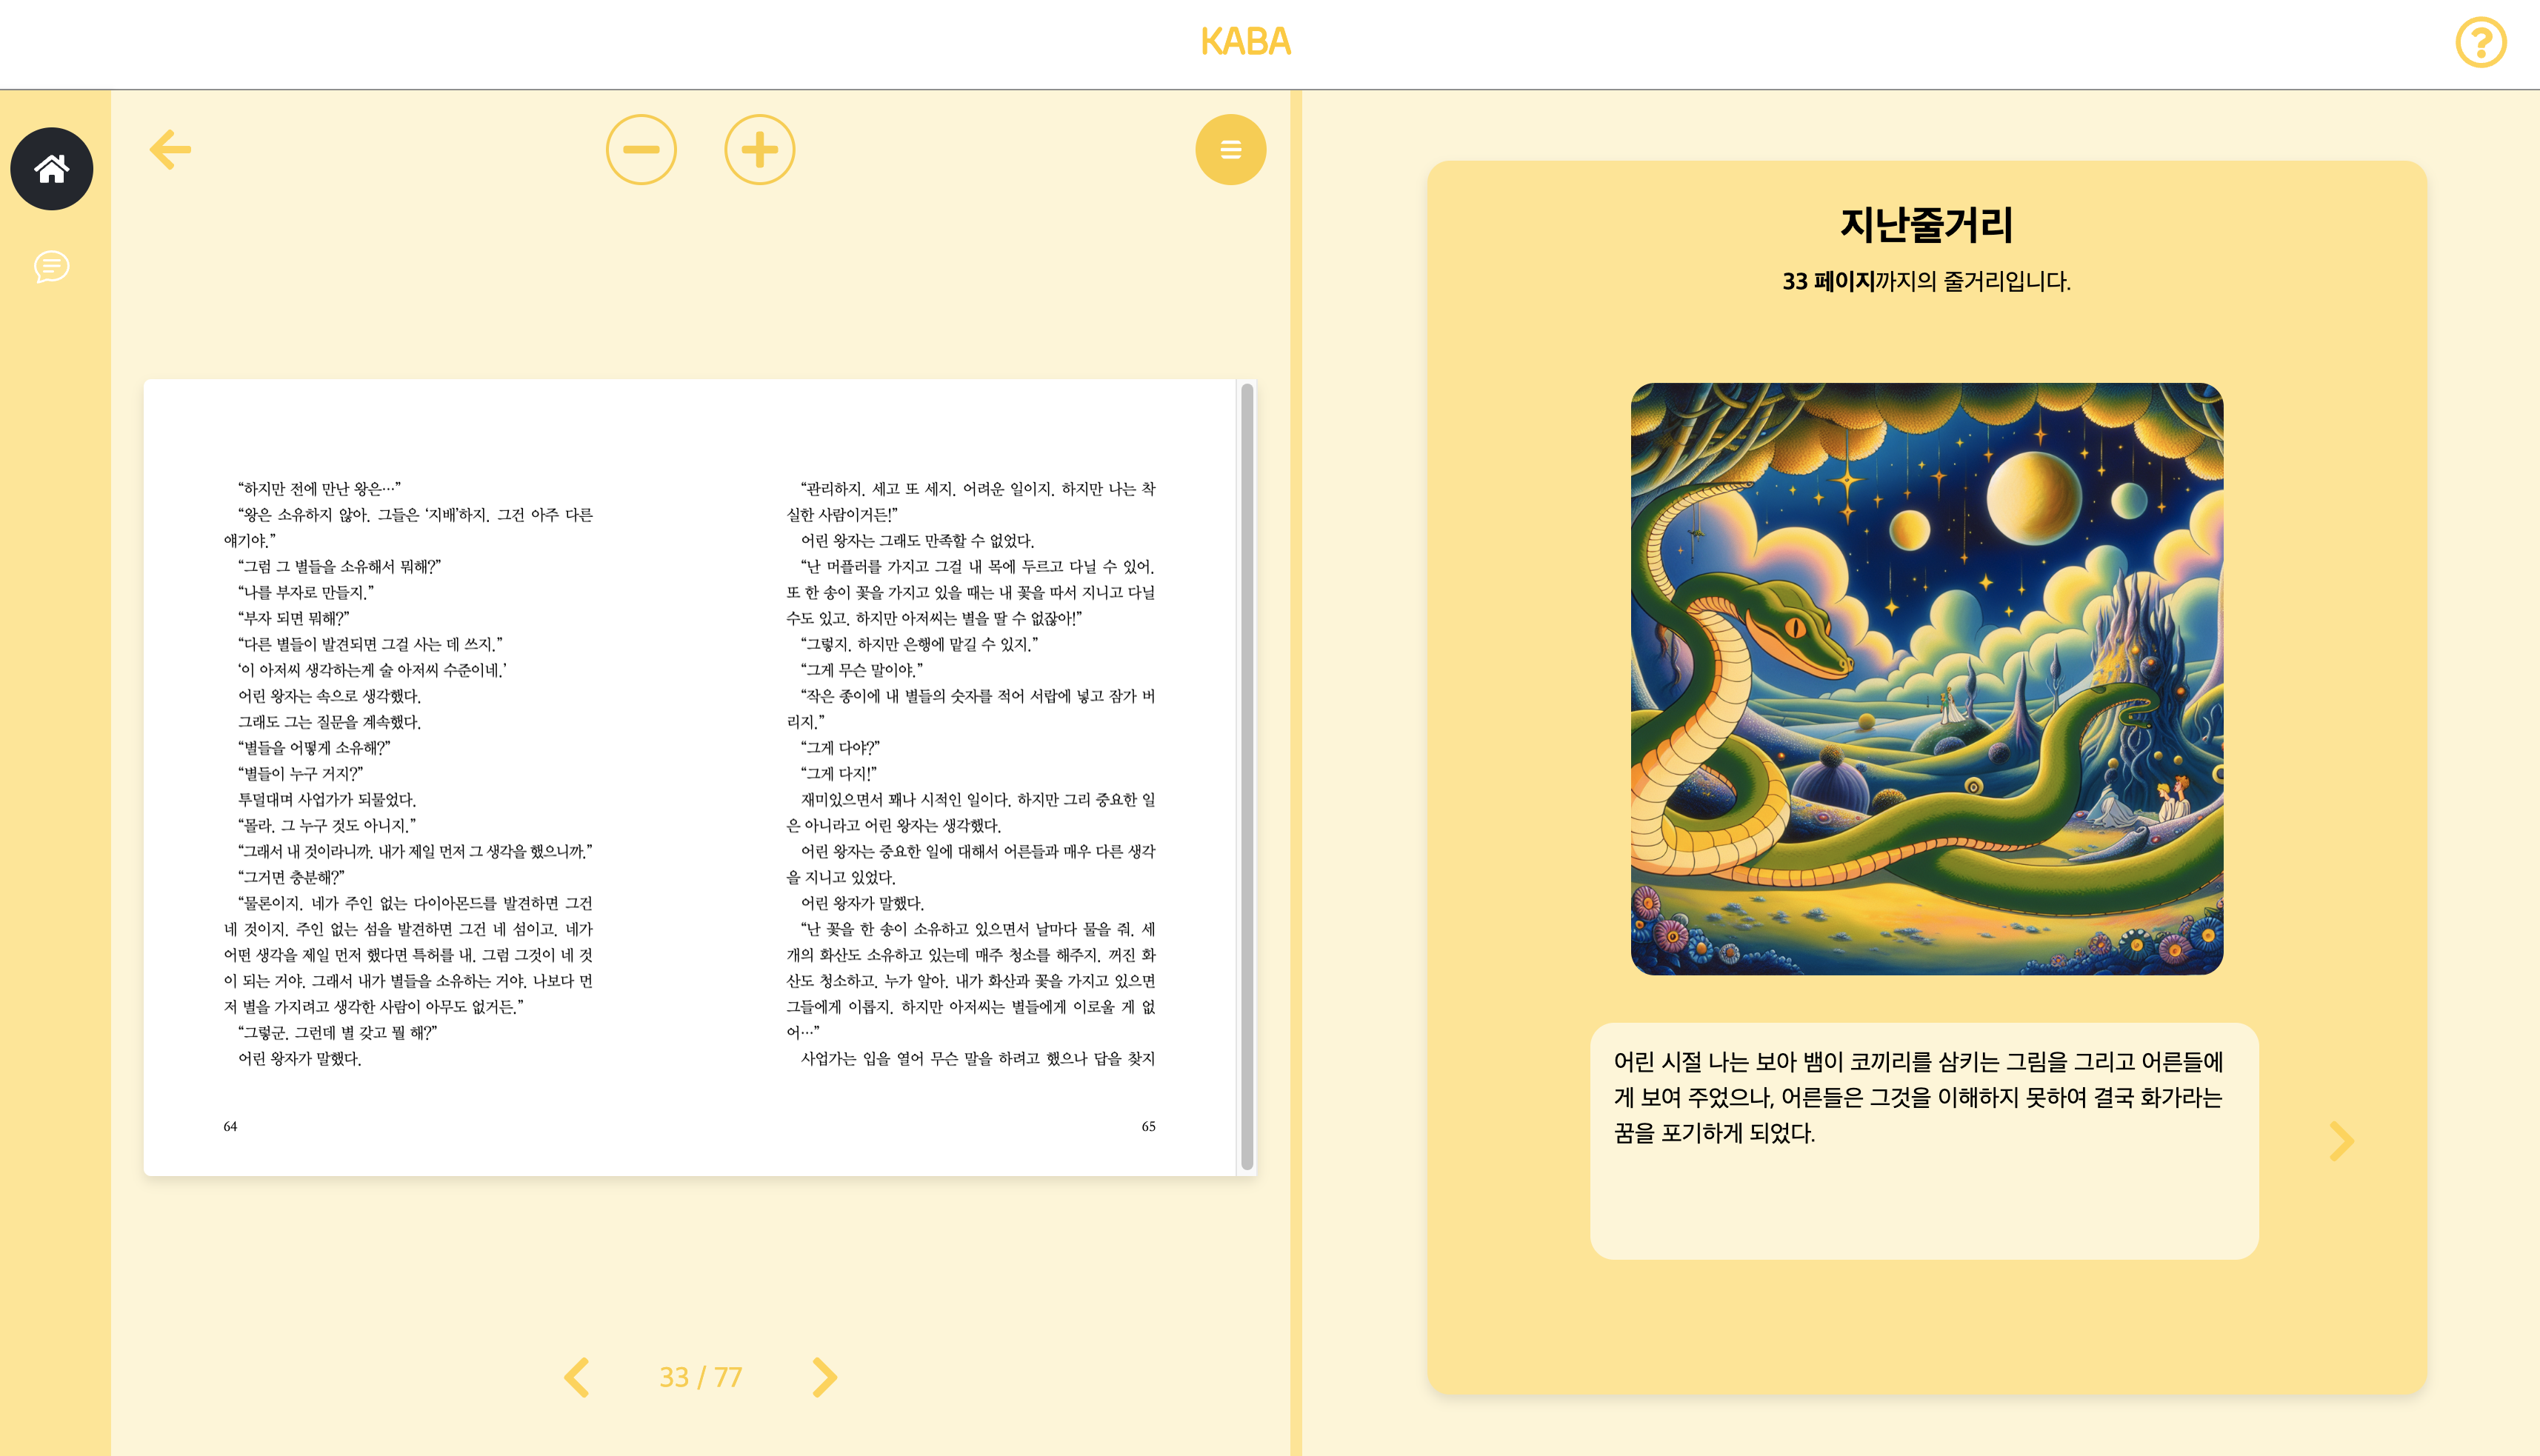 KABA
?
“하지만 전에 만난 왕은…”
“왕은 소유하지 않아. 그들은 ‘지배’하지. 그건 아주 다른
얘기야.”
“그럼 그 별들을 소유해서 뭐해?”
“나를 부자로 만들지.”
“부자 되면 뭐해?”
“다른 별들이 발견되면 그걸 사는 데 쓰지.”
‘이 아저씨 생각하는게 술 아저씨 수준이네.’
어린 왕자는 속으로 생각했다.
그래도 그는 질문을 계속했다.
“별들을 어떻게 소유해?”
“별들이 누구 거지?”
투덜대며 사업가가 되물었다.
“몰라. 그 누구 것도 아니지.”
“그래서 내 것이라니까. 내가 제일 먼저 그 생각을 했으니까.”
“그거면 충분해?”
“물론이지. 네가 주인 없는 다이아몬드를 발견하면 그건
네 것이지. 주인 없는 섬을 발견하면 그건 네 섬이고. 네가
어떤 생각을 제일 먼저 했다면 특허를 내. 그럼 그것이 네 것
이 되는 거야. 그래서 내가 별들을 소유하는 거야. 나보다 먼
저 별을 가지려고 생각한 사람이 아무도 없거든.”
“그렇군. 그런데 별 갖고 뭘 해?”
어린 왕자가 말했다.
64
“관리하지. 세고 또 세지. 어려운 일이지. 하지만 나는 착
실한 사람이거든!”
어린 왕자는 그래도 만족할 수 없었다.
“난 머플러를 가지고 그걸 내 목에 두르고 다닐 수 있어.
또 한 송이 꽃을 가지고 있을 때는 내 꽃을 따서 지니고 다닐
수도 있고. 하지만 아저씨는 별을 딸 수 없잖아!”
“그렇지. 하지만 은행에 맡길 수 있지.”
“그게 무슨 말이야.”
“작은 종이에 내 별들의 숫자를 적어 서랍에 넣고 잠가 버
리지.”
“그게 다야?”
“그게 다지!”
재미있으면서 꽤나 시적인 일이다. 하지만 그리 중요한 일
은 아니라고 어린 왕자는 생각했다.
어린 왕자는 중요한 일에 대해서 어른들과 매우 다른 생각
을 지니고 있었다.
어린 왕자가 말했다.
“난 꽃을 한 송이 소유하고 있으면서 날마다 물을 줘. 세
개의 화산도 소유하고 있는데 매주 청소를 해주지. 꺼진 화
산도 청소하고. 누가 알아. 내가 화산과 꽃을 가지고 있으면
그들에게 이롭지. 하지만 아저씨는 별들에게 이로울 게 없
어…”
사업가는 입을 열어 무슨 말을 하려고 했으나 답을 찾지
65
33 / 77
지난줄거리
33 페이지까지의 줄거리입니다.
어린 시절 나는 보아 뱀이 코끼리를 삼키는 그림을 그리고 어른들에
게 보여 주었으나, 어른들은 그것을 이해하지 못하여 결국 화가라는
꿈을 포기하게 되었다.